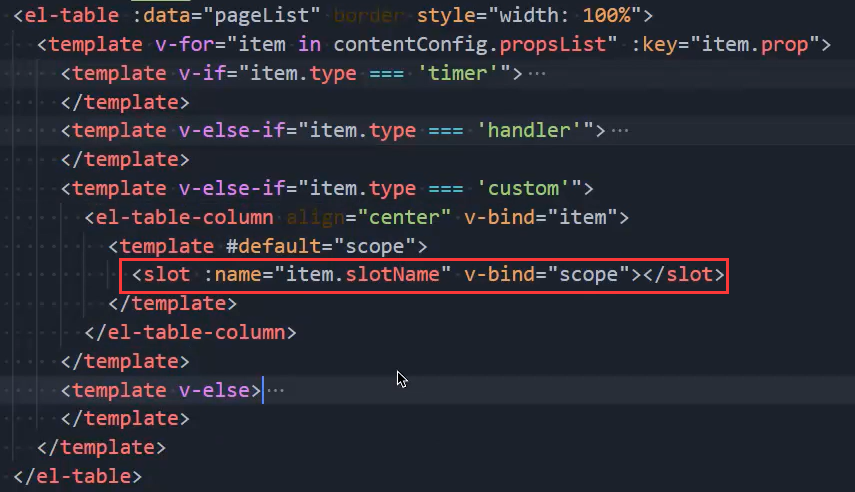 <el-table :data="pageList" border style="width: 100%">
<template v-for="item in contentConfig.propsList" :key="item.prop">
<template v-if="item.type === 'timer'">···
</template>
<template v-else-if="item.type === 'handler'">···
</template>
<template v-else-if="item.type === 'custom'">
<el-table-column align="center" v-bind="item">
<template #default="scope">
<slot :name="item.slotName" v-bind="scope"></slot>
</template>
</el-table-column>
</template>
<template v-else>···
</template>
</template>
</el-table>